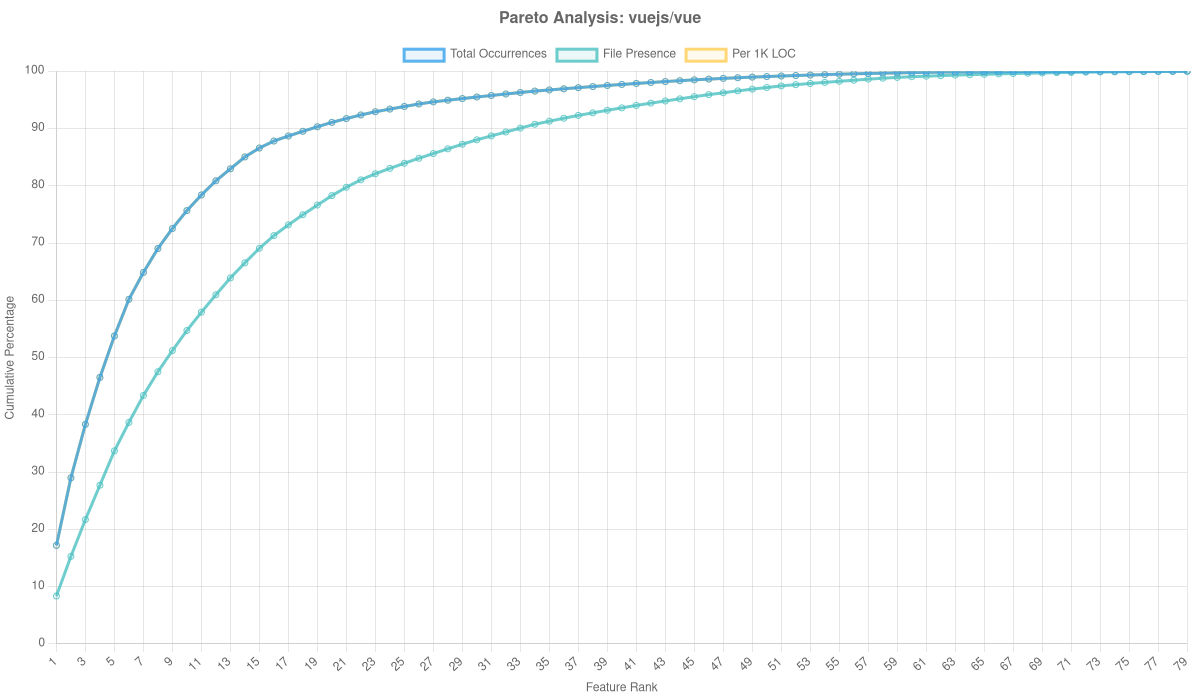 Pareto Analysis: vuejs/vue
Total Occurrences File Presence Per 1K LOC
100
90
80
70
60
50
40
30
20
10
0
Cumulative Percentage
1 3 5 7 9 11 13 15 17 19 21 23 25 27 29 31 33 35 37 39 41 43 45 47 49 51 53 55 57 59 61 63 65 67 69 71 73 75 77 79
Feature Rank